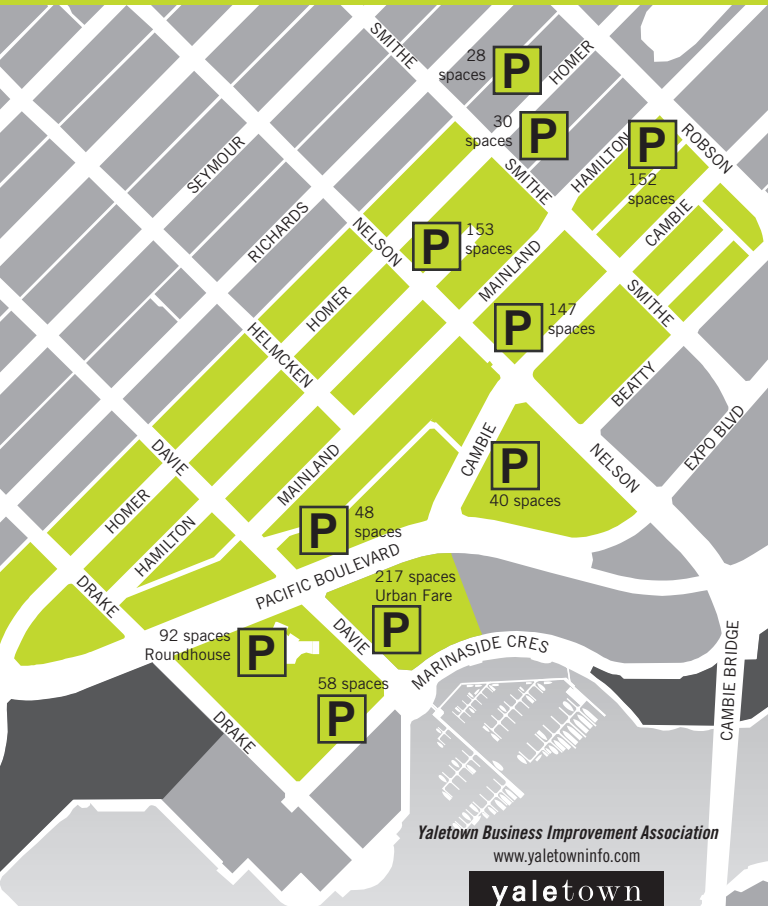 SMITHE
28
spaces
P
HOMER
30
spaces
P
SMITHE
HAMILTON
P
ROBSON
152
spaces
CAMBIE
SEYMOUR
RICHARDS
NELSON
P
153
spaces
MAINLAND
SMITHE
HOMER
P
147
spaces
HELMCKEN
BEATTY
EXPO BLVD
DAVIE
MAINLAND
CAMBIE
P
40 spaces
NELSON
HOMER
HAMILTON
P
48
spaces
DRAKE
PACIFIC BOULEVARD
217 spaces
Urban Fare
P
92 spaces
Roundhouse
P
DAVIE
MARINASIDE CRES
58 spaces
P
DRAKE
CAMBIE BRIDGE
Yaletown Business Improvement Association
www.yaletowninfo.com
yaletown